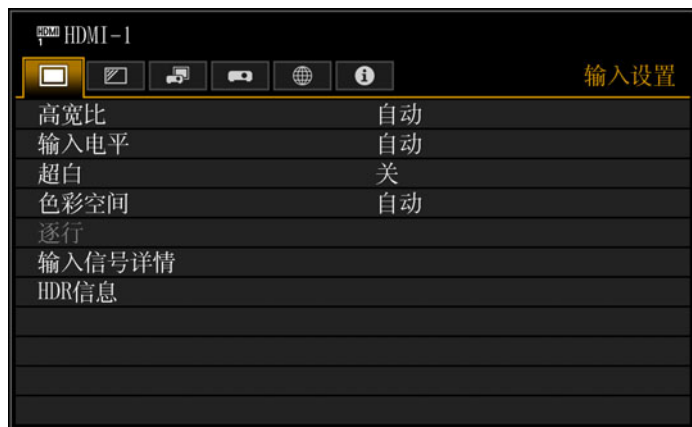 HDMI 1 HDMI-1
输入设置
高宽比 自动
输入电平 自动
超白 关
色彩空间 自动
逐行
输入信号详情
HDR信息